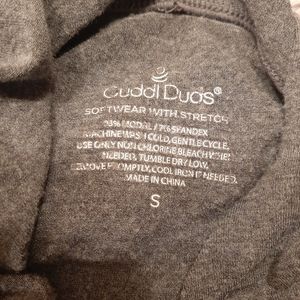 Cuddl Duds®
SOFTWEAR WITH STRETCH
93% MODAL / 7% SPANDEX
MACHINE WASH COLD, GENTLE CYCLE.
USE ONLY NON CHLORINE BLEACH WHEN
NEEDED, TUMBLE DRY LOW,
REMOVE PROMPTLY, COOL IRON IF NEEDED.
MADE IN CHINA
S